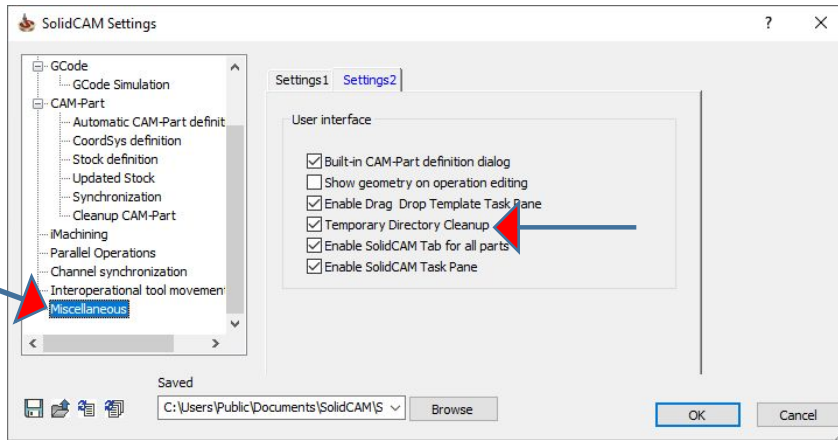 SolidCAM Settings
?
GCode
GCode Simulation
CAM-Part
Automatic CAM-Part definit
CoordSys definition
Stock definition
Updated Stock
Synchronization
Cleanup CAM-Part
iMachining
Parallel Operations
Channel synchronization
Interoperational tool movemen
Miscellaneous
Settings1 Settings2
User interface
Built-in CAM-Part definition dialog
Show geometry on operation editing
Enable Drag Drop Template Task Pane
Temporary Directory Cleanup
Enable SolidCAM Tab for all parts
Enable SolidCAM Task Pane
Saved
C:\Users\Public\Documents\SolidCAM\S
Browse
OK
Cancel